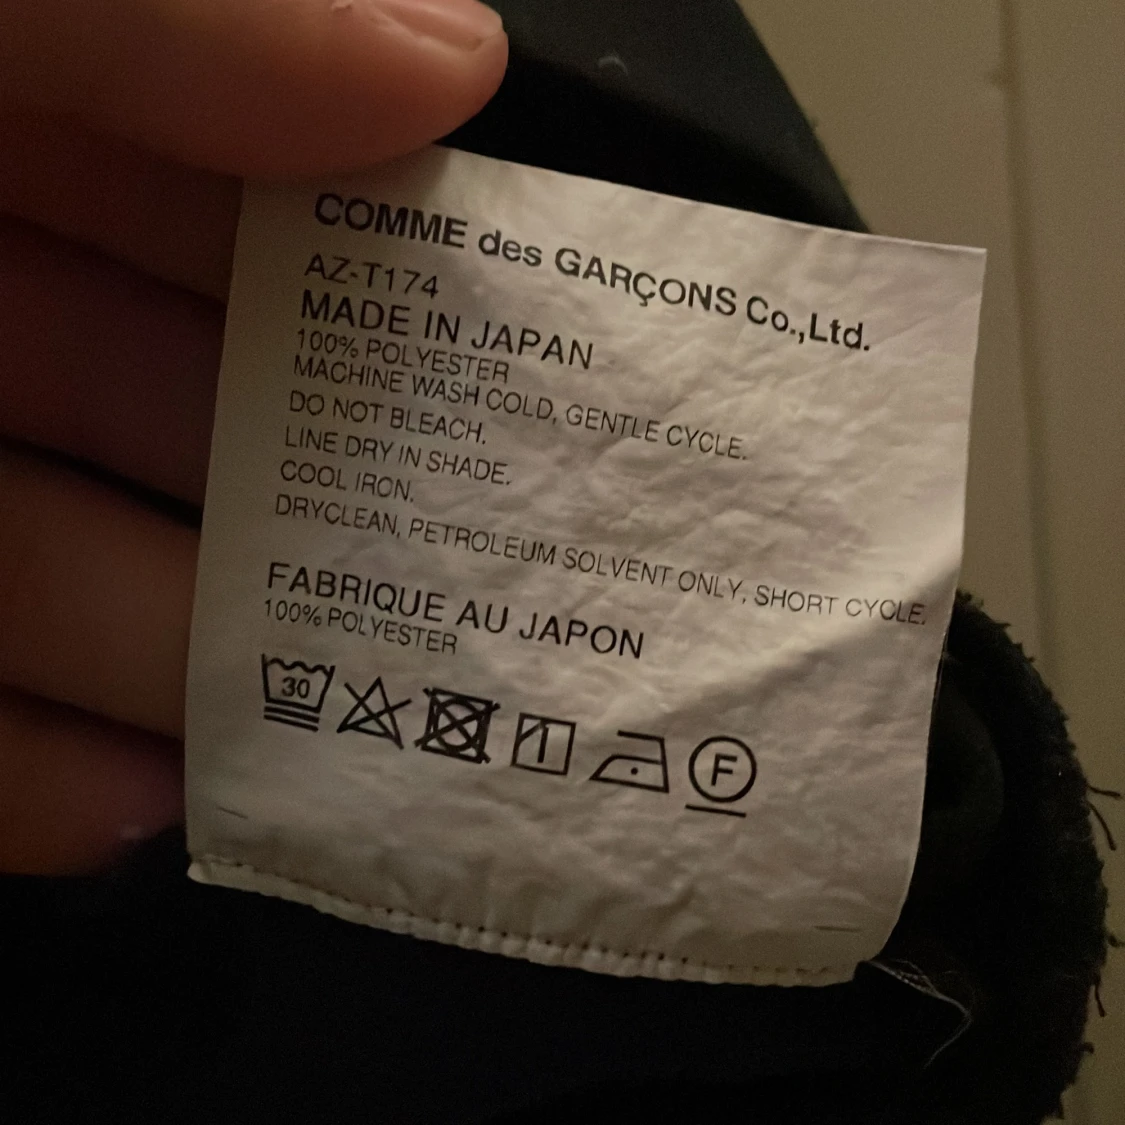 COMME des GARÇONS Co.,Ltd.
AZ-T174
MADE IN JAPAN
100% POLYESTER
MACHINE WASH COLD, GENTLE CYCLE.
DO NOT BLEACH.
LINE DRY IN SHADE.
COOL IRON.
DRYCLEAN, PETROLEUM SOLVENT ONLY, SHORT CYCLE.
FABRIQUE AU JAPON
100% POLYESTER
30 F